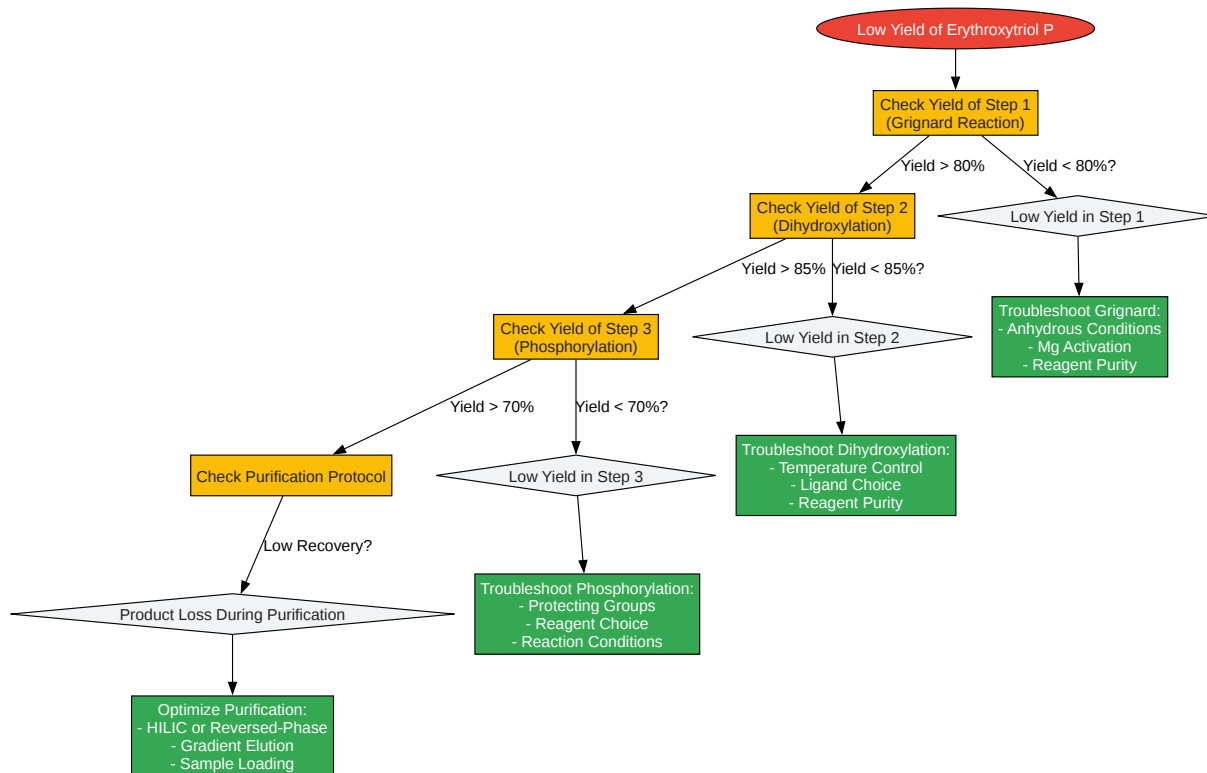 Low Yield of Erythroxytriol P
Check Yield of Step 1
(Grignard Reaction)
Yield > 80%
Yield < 80%?
Check Yield of Step 2
(Dihydroxylation)
Low Yield in Step 1
Yield > 85%
Yield < 85%?
Troubleshoot Grignard:
- Anhydrous Conditions
- Mg Activation
- Reagent Purity
Check Yield of Step 3
(Phosphorylation)
Low Yield in Step 2
Yield > 70%
Yield < 70%?
Troubleshoot Dihydroxylation:
- Temperature Control
- Ligand Choice
- Reagent Purity
Check Purification Protocol
Low Yield in Step 3
Low Recovery?
Troubleshoot Phosphorylation:
- Protecting Groups
- Reagent Choice
- Reaction Conditions
Product Loss During Purification
Optimize Purification:
- HILIC or Reversed-Phase
- Gradient Elution
- Sample Loading